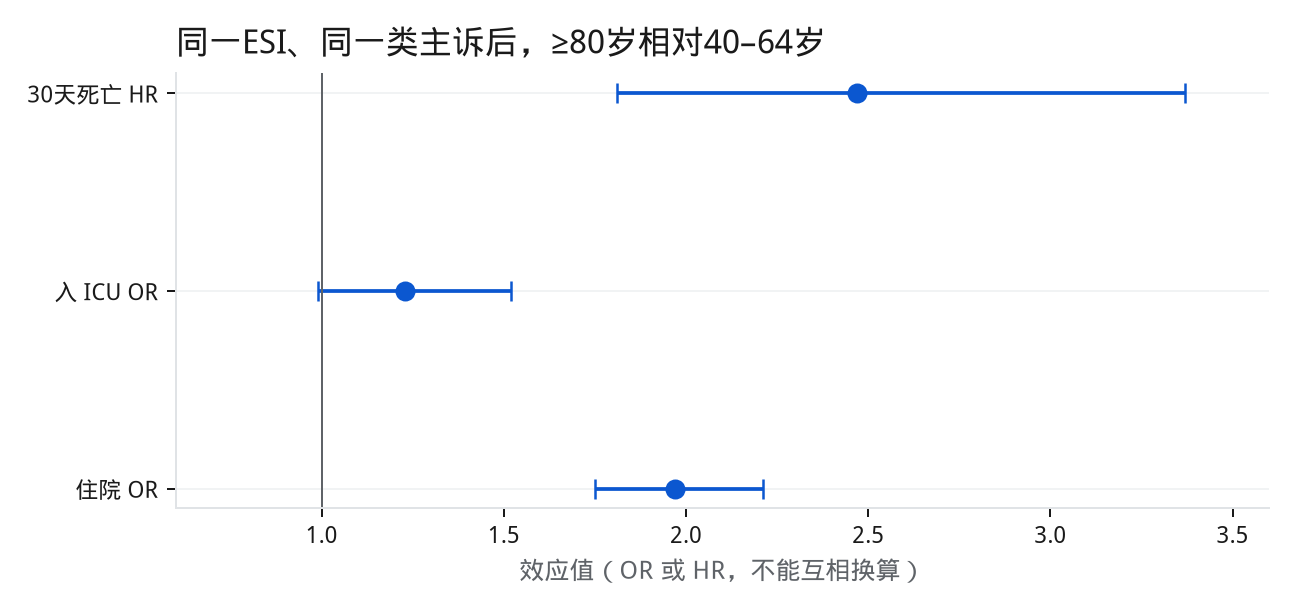 同一ESI、同一类主诉后，≥80岁相对40–64岁
30天死亡 HR
入 ICU OR
住院 OR
1.0 1.5 2.0 2.5 3.0 3.5
效应值（OR 或 HR，不能互相换算）